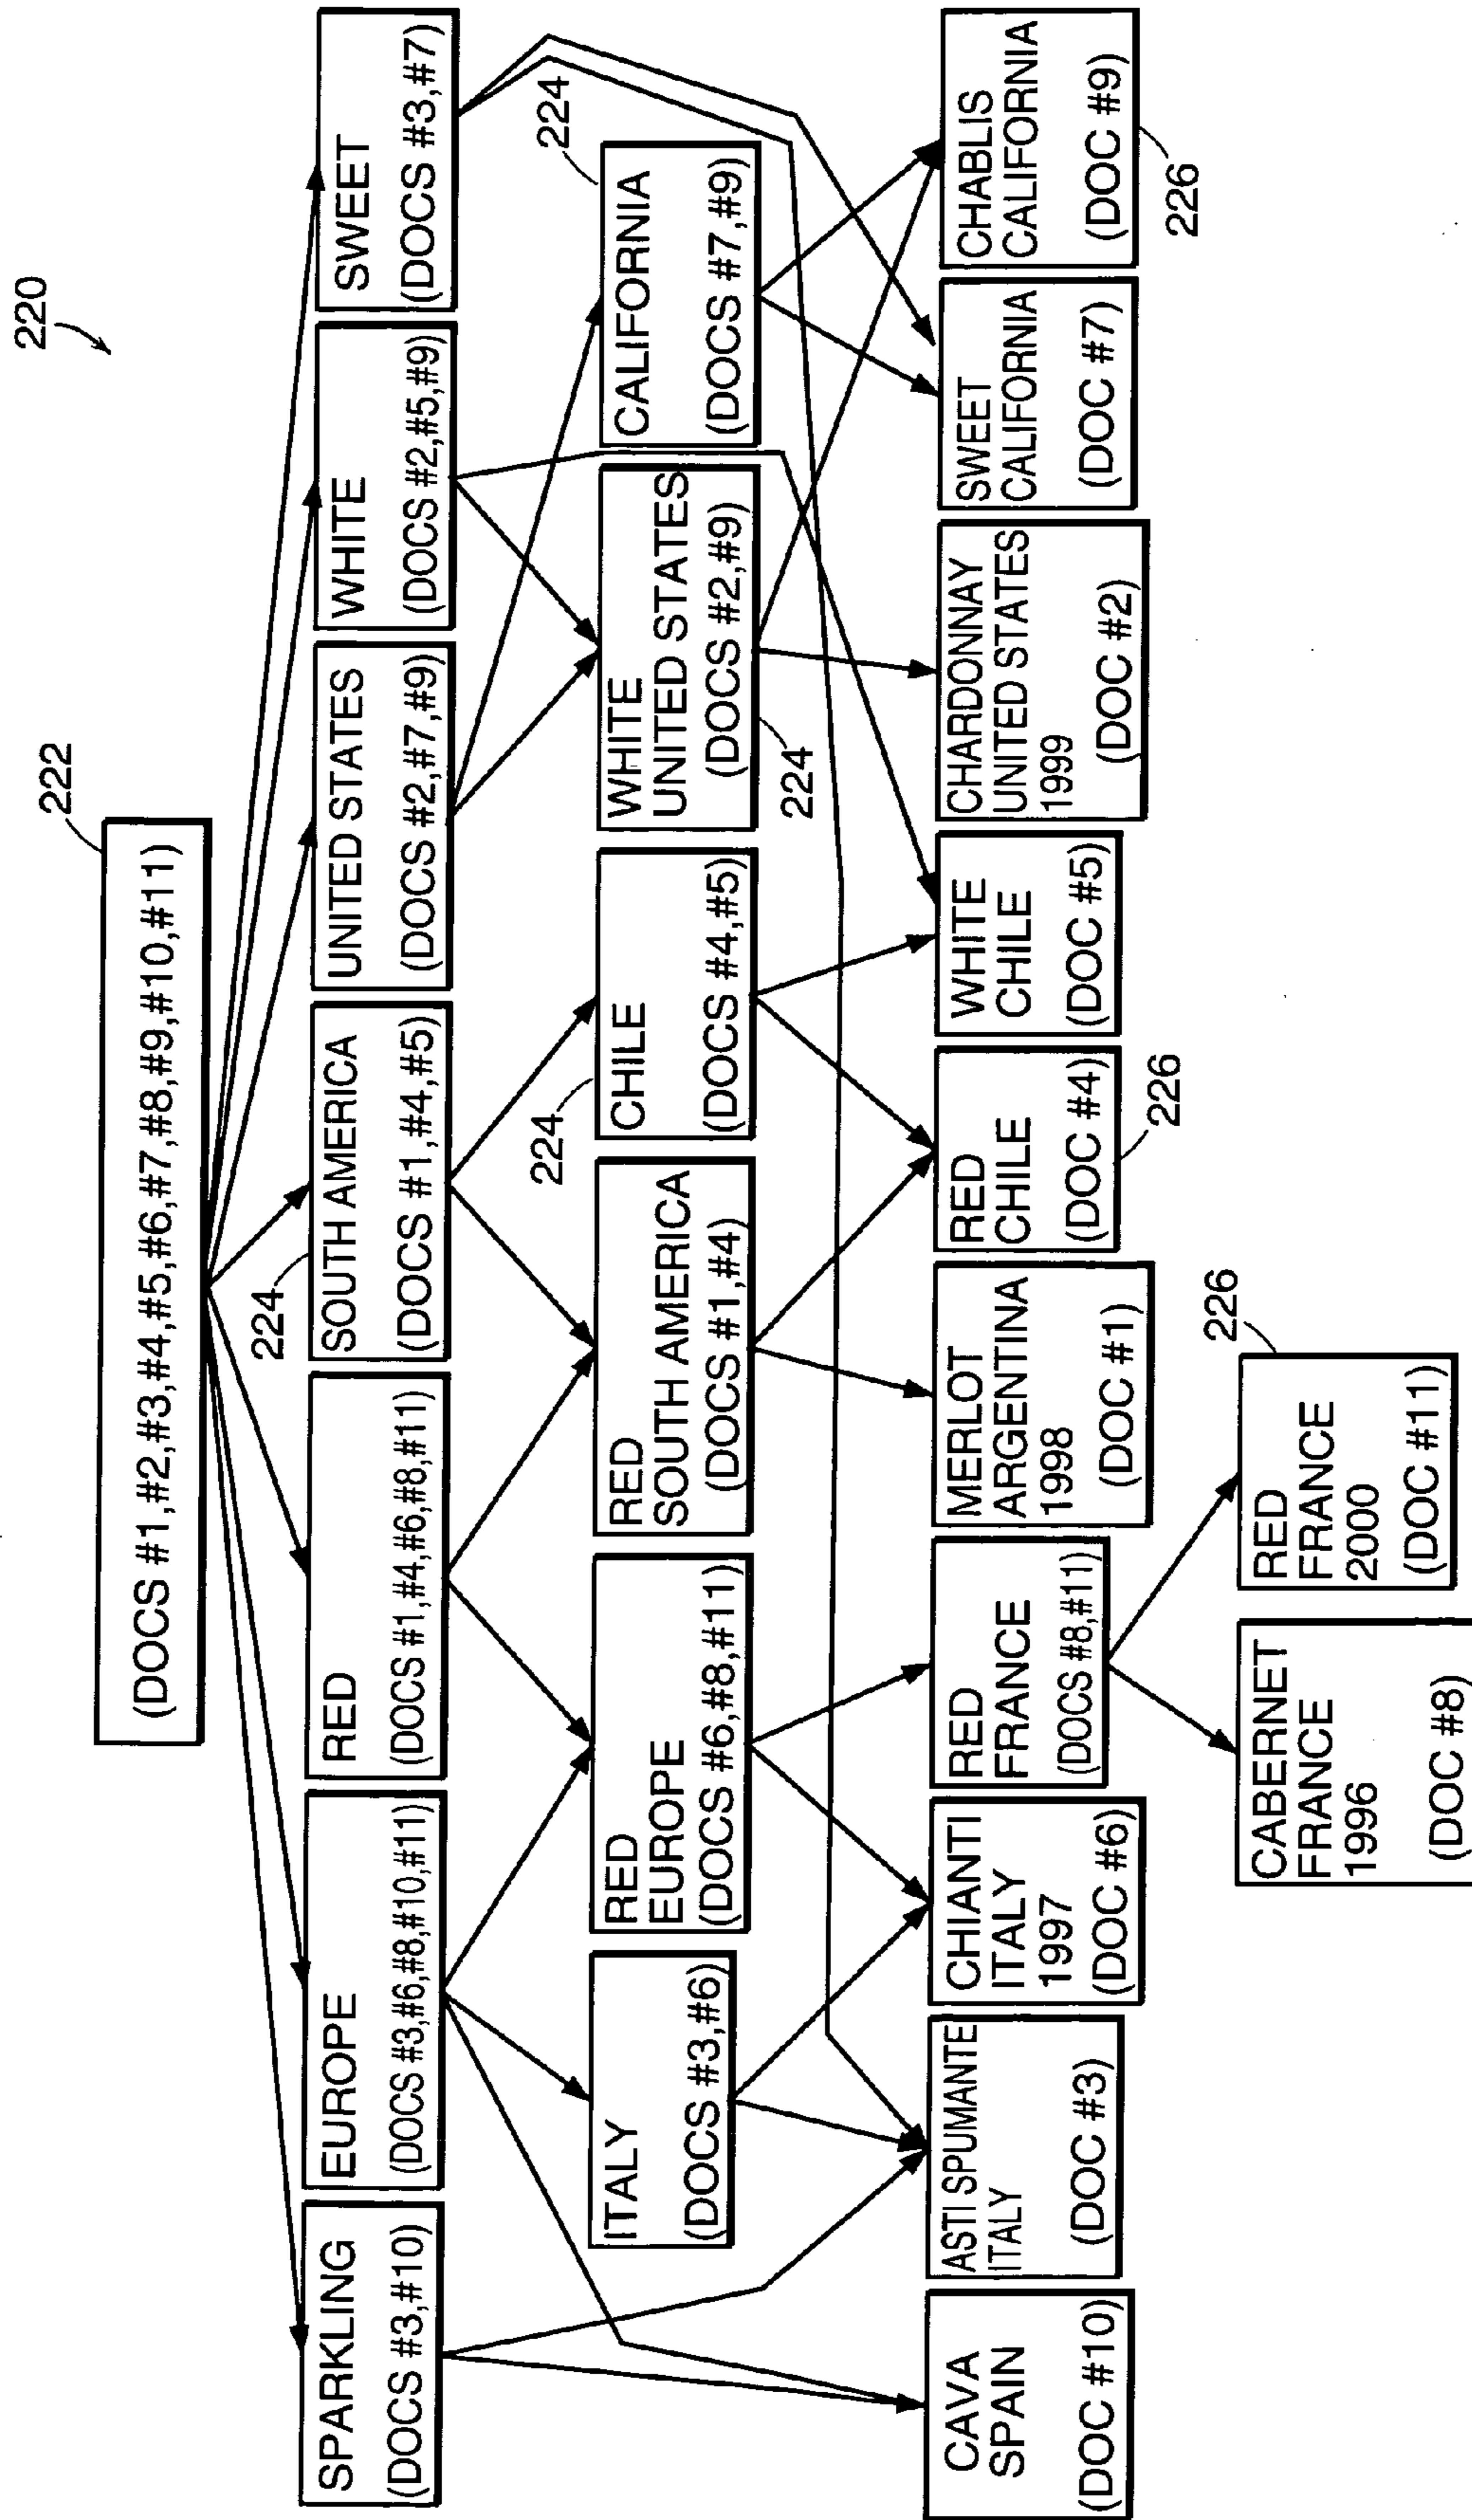 220
222
(DOCS #1,#2,#3,#4,#5,#6,#7,#8,#9,#10,#11)
224
SPARKLING
(DOCS #3,#10)
EUROPE
(DOCS #3,#6,#8,#10,#11)
RED
(DOCS #1,#4,#6,#8,#11)
SOUTH AMERICA
(DOCS #1,#4,#5)
UNITED STATES
(DOCS #2,#7,#9)
WHITE
(DOCS #2,#5,#9)
SWEET
(DOCS #3,#7)
224
224
ITALY
(DOCS #3,#6)
RED
EUROPE
(DOCS #6,#8,#11)
RED
SOUTH AMERICA
(DOCS #1,#4)
CHILE
(DOCS #4,#5)
WHITE
UNITED STATES
(DOCS #2,#9)
CALIFORNIA
(DOCS #7,#9)
224
CAVA
SPAIN
(DOC #10)
ASTI SPUMANTE
ITALY
(DOC #3)
CHIANTI
ITALY
1997
(DOC #6)
RED
FRANCE
(DOCS #8,#11)
MERLOT
ARGENTINA
1998
(DOC #1)
RED
CHILE
(DOC #4)
WHITE
CHILE
(DOC #5)
CHARDONNAY
UNITED STATES
1999
(DOC #2)
SWEET
CALIFORNIA
(DOC #7)
CHABLIS
CALIFORNIA
(DOC #9)
226
226
226
CABERNET
FRANCE
1996
(DOC #8)
RED
FRANCE
2000
(DOC #11)